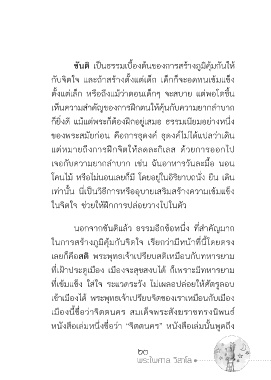 ขันติ เป็นธรรมเบื้องต้นของการสร้างภูมิคุ้มกันให้
กับจิตใจ และถ้าสร้างตั้งแต่เด็ก เด็กก็จะอดทนเข้มแข็ง
ตั้งแต่เล็ก หรือถึงแม้ว่าตอนเด็กๆ จะสบาย แต่พอโตขึ้น
เห็นความสำคัญของการฝึกตนให้คุ้นกับความยากลำบาก
ก็ยิ่งดี แม้แต่พระก็ต้องฝึกอยู่เสมอ ธรรมเนียมอย่างหนึ่ง
ของพระสมัยก่อน คือการธุดงค์ ธุดงค์ไม่ได้แปลว่าเดิน
แต่หมายถึงการฝึกจิตให้ลดละกิเลส ด้วยการออกไป
เจอกับความยากลำบาก เช่น ฉันอาหารวันละมื้อ นอน
โคนไม้ หรือไม่นอนเลยก็มี โดยอยู่ในอิริยาบถนั่ง ยืน เดิน
เท่านั้น นี่เป็นวิธีการหรืออุบายเสริมสร้างความเข้มแข็ง
ในจิตใจ ช่วยให้ฝึกการปล่อยวางไปในตัว
นอกจากขันติแล้ว ธรรมอีกข้อหนึ่ง ที่สำคัญมาก
ในการสร้างภูมิคุ้มกันจิตใจ เรียกว่ามีหน้าที่นี้โดยตรง
เลยก็คือสติ พระพุทธเจ้าเปรียบสติเหมือนกับทหารยาม
ที่เฝ้าประตูเมือง เมืองจะสุขสงบได้ ก็เพราะมีทหารยาม
ที่เข้มแข็ง ใส่ใจ ระแวดระวัง ไม่เผลอปล่อยให้ศัตรูลอบ
เข้าเมืองได้ พระพุทธเจ้าเปรียบจิตของเราเหมือนกับเมือง
เมืองนี้ชื่อว่าจิตตนคร สมเด็จพระสังฆราชทรงนิพนธ์
หนังสือเล่มหนึ่งชื่อว่า “จิตตนคร” หนังสือเล่มนั้นพูดถึง
พระไพศาล วิสาโล